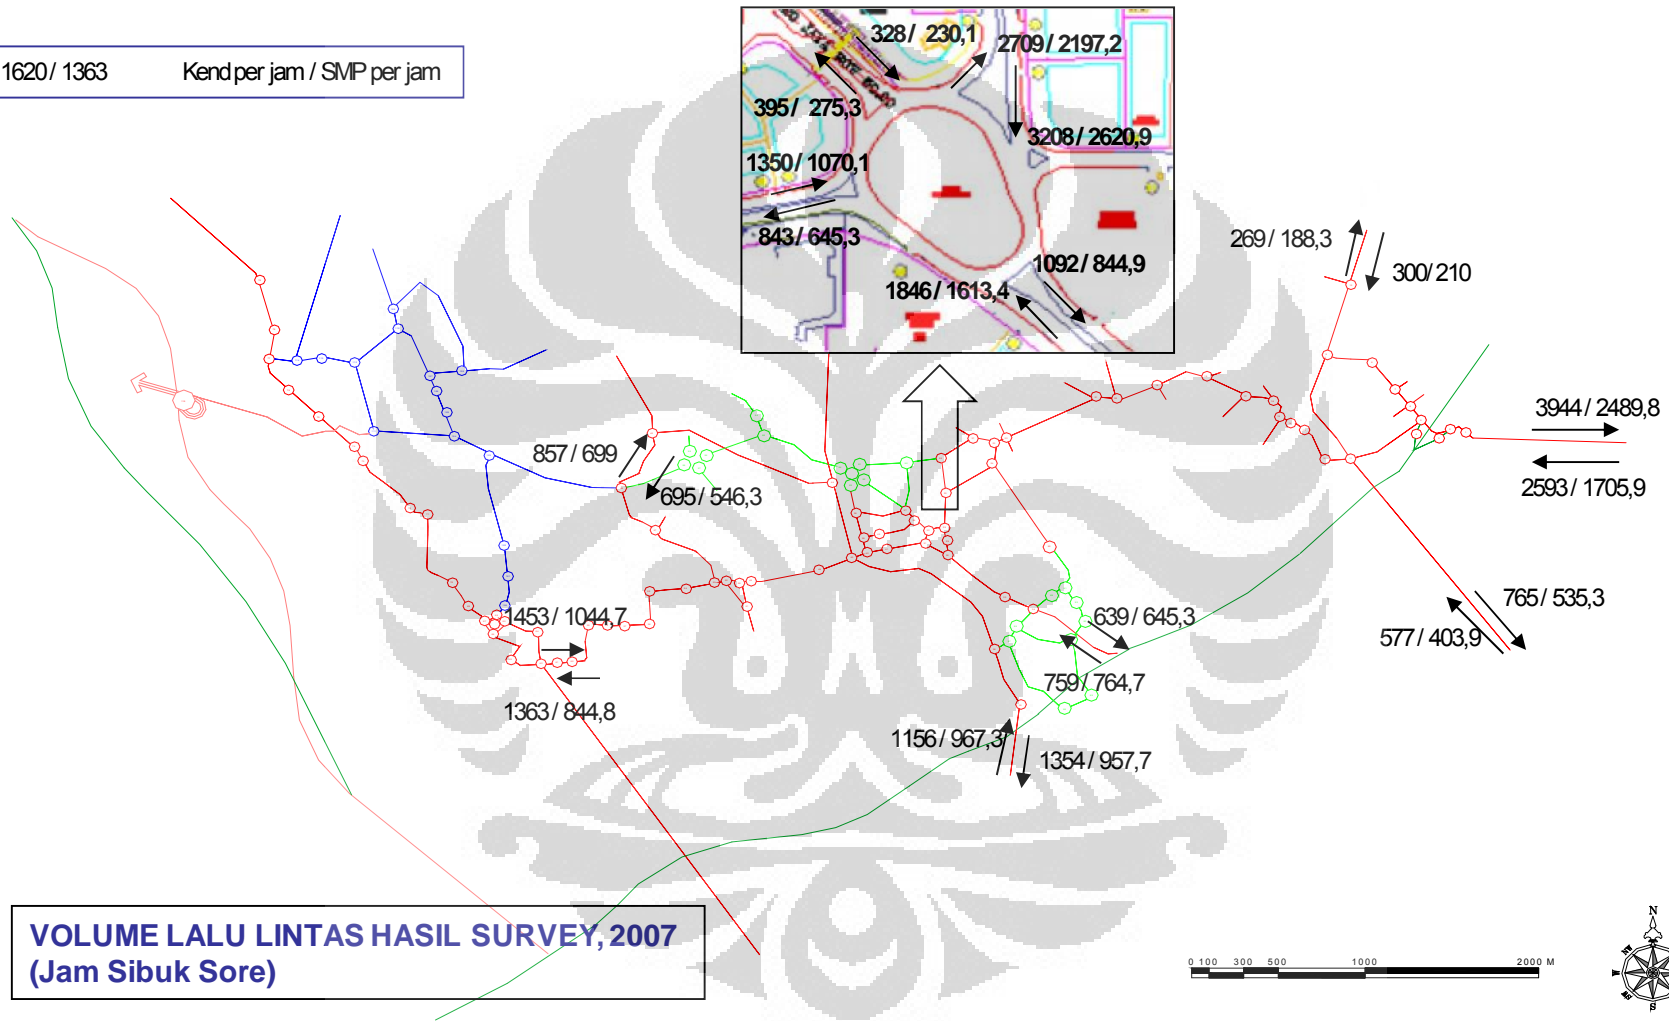 328 / 230,1
2709 / 2197,2
1620 / 1363 Kend per jam / SMP per jam
395 / 275,3
3208 / 2620,9
1350 / 1070,1
843 / 645,3
1092 / 844,9
1846 / 1613,4
269 / 188,3
300 / 210
3944 / 2489,8
857 / 699
2593 / 1705,9
695 / 546,3
765 / 535,3
1453 / 1044,7
639 / 645,3
577 / 403,9
759 / 764,7
1363 / 844,8
1156 / 967,3
1354 / 957,7
VOLUME LALU LINTAS HASIL SURVEY, 2007
(Jam Sibuk Sore)
0 100 300 500 1000 2000 M
N
S